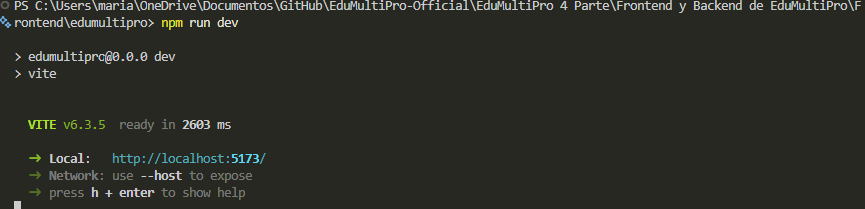 PS C:\Users\maria\OneDrive\Documentos\GitHub\EduMultiPro-Official\EduMultiPro 4 Parte\Frontend y Backend de EduMultiPro\F
rontend\edumultipro> npm run dev
> edumultipro@0.0.0 dev
> vite
VITE v6.3.5 ready in 2603 ms
➜ Local: http://localhost:5173/
➜ Network: use --host to expose
➜ press h + enter to show help